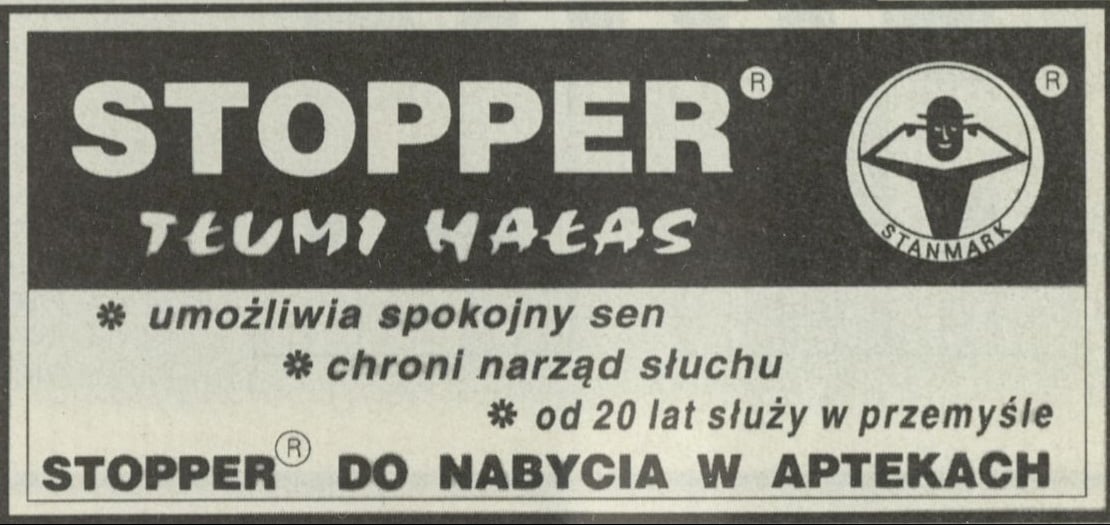 STOPPER®
®
TŁUMI HAŁAS
STANMARK
* umożliwia spokojny sen
* chroni narząd słuchu
* od 20 lat służy w przemyśle
STOPPER® DO NABYCIA W APTEKACH